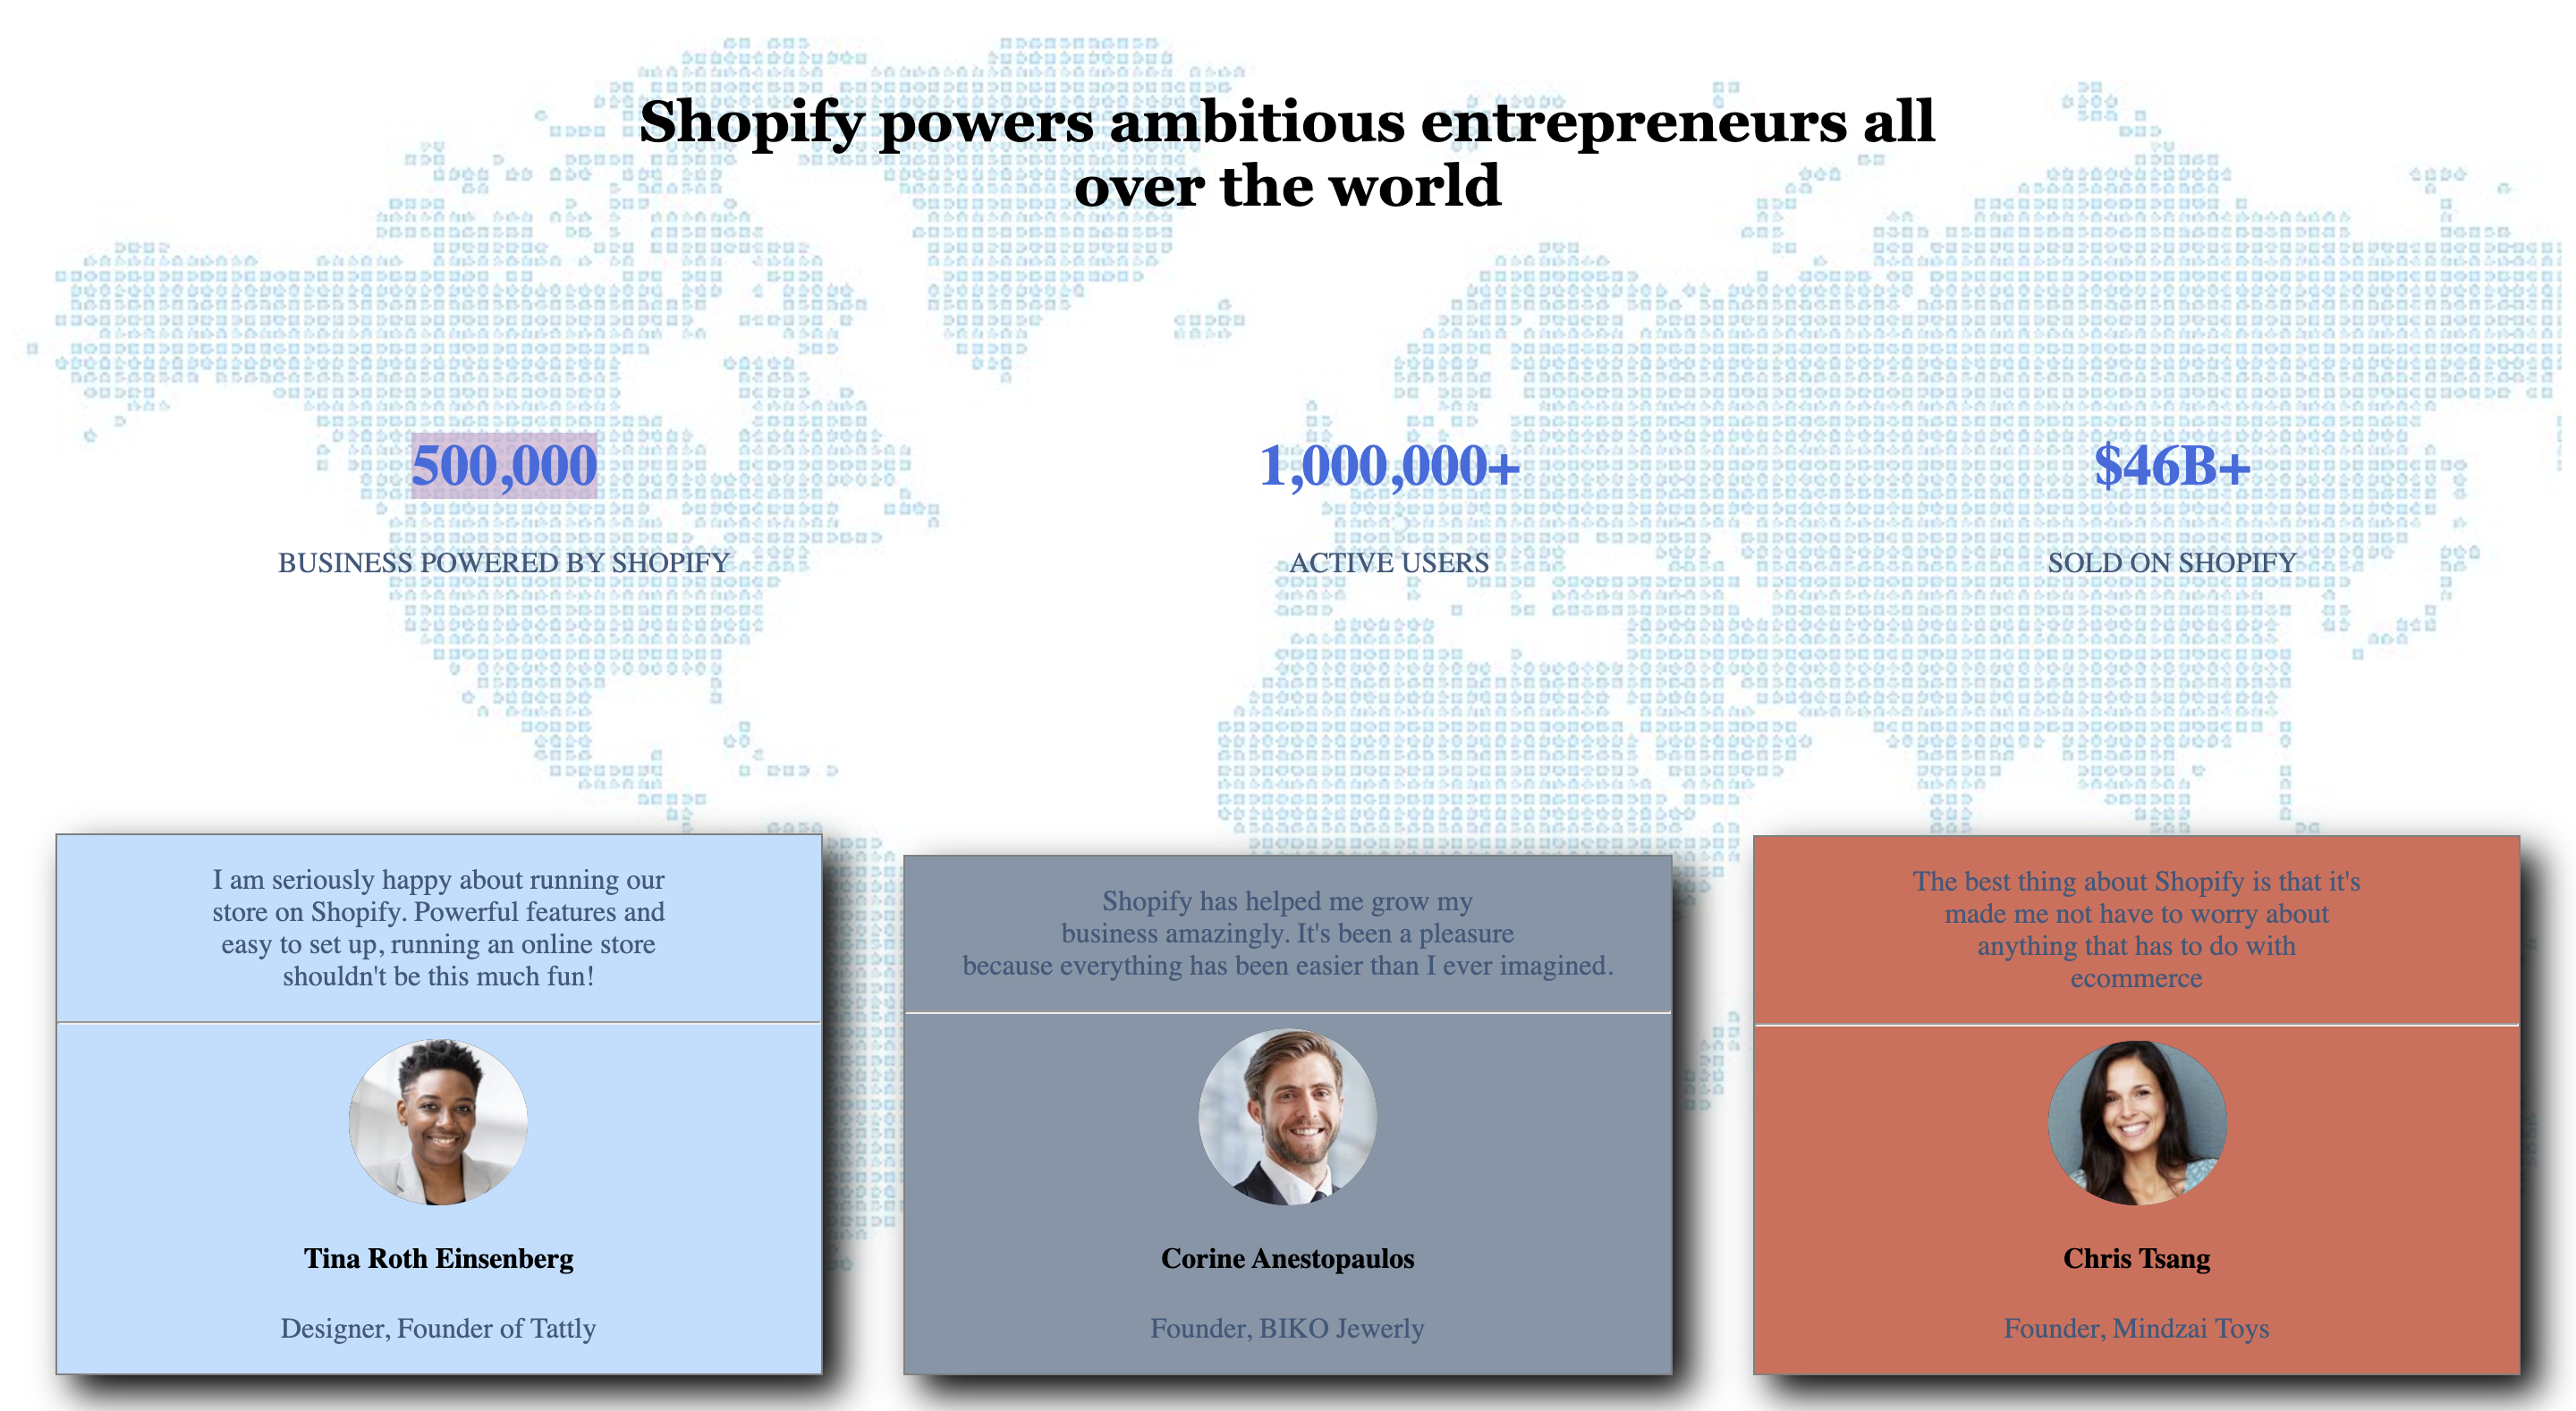 Shopify powers ambitious entrepreneurs all
over the world
500,000
1,000,000+
$46B+
BUSINESS POWERED BY SHOPIFY
ACTIVE USERS
SOLD ON SHOPIFY
I am seriously happy about running our
store on Shopify. Powerful features and
easy to set up, running an online store
shouldn't be this much fun!
Tina Roth Einsenberg
Designer, Founder of Tattly
Shopify has helped me grow my
business amazingly. It's been a pleasure
because everything has been easier than I ever imagined.
Corine Anestopaulos
Founder, BIKO Jewerly
The best thing about Shopify is that it's
made me not have to worry about
anything that has to do with
ecommerce
Chris Tsang
Founder, Mindzai Toys